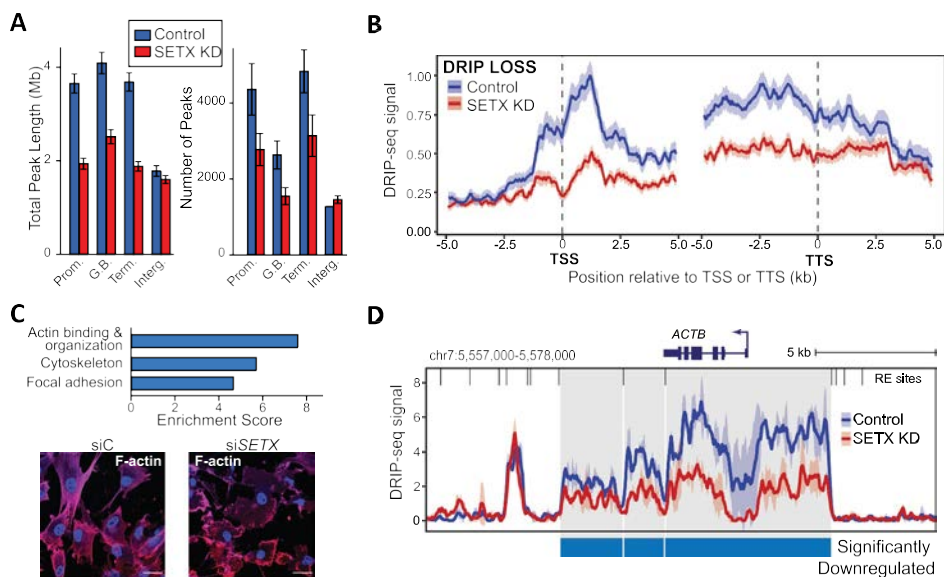 A
Control
SETX KD
Total Peak Length (Mb)
4
2
0
Prom.
G.B.
Term.
Interg.
Number of Peaks
4000
2000
0
Prom.
G.B.
Term.
Interg.
B
DRIP LOSS
Control
SETX KD
DRIP-seq signal
1.00
0.75
0.50
0.25
0.00
-5.0 -2.5 0 2.5 5.0 -5.0 -2.5 0 2.5 5.0
TSS TTS
Position relative to TSS or TTS (kb)
C
Actin binding &
organization
Cytoskeleton
Focal adhesion
0 2 4 6 8
Enrichment Score
siC siSETX
F-actin F-actin
D
ACTB
chr7:5,557,000-5,578,000
5 kb
RE sites
Control
SETX KD
DRIP-seq signal
8
6
4
2
0
Significantly
Downregulated